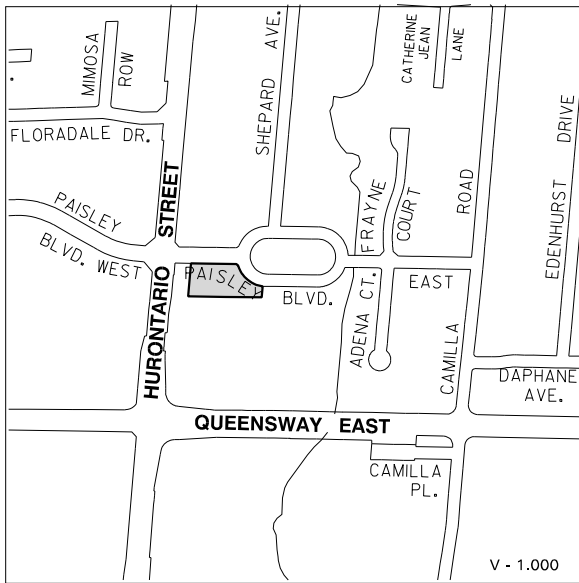 MIMOSA
ROW
SHEPARD AVE.
CATHERINE
JEAN
LANE
FLORADALE DR.
DRIVE
EDENHURST
ROAD
CAMILLA
FRAYNE
COURT
PAISLEY
BLVD. WEST
HURONTARIO STREET
PAISLEY
BLVD.
EAST
ADENA CT.
DAPHANE
AVE.
QUEENSWAY EAST
CAMILLA
PL.
V - 1.000